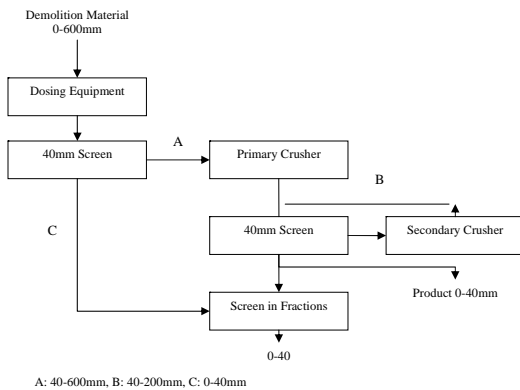 Demolition Material
0-600mm
Dosing Equipment
A
40mm Screen
Primary Crusher
B
C
40mm Screen
Secondary Crusher
Product 0-40mm
Screen in Fractions
0-40
A: 40-600mm, B: 40-200mm, C: 0-40mm